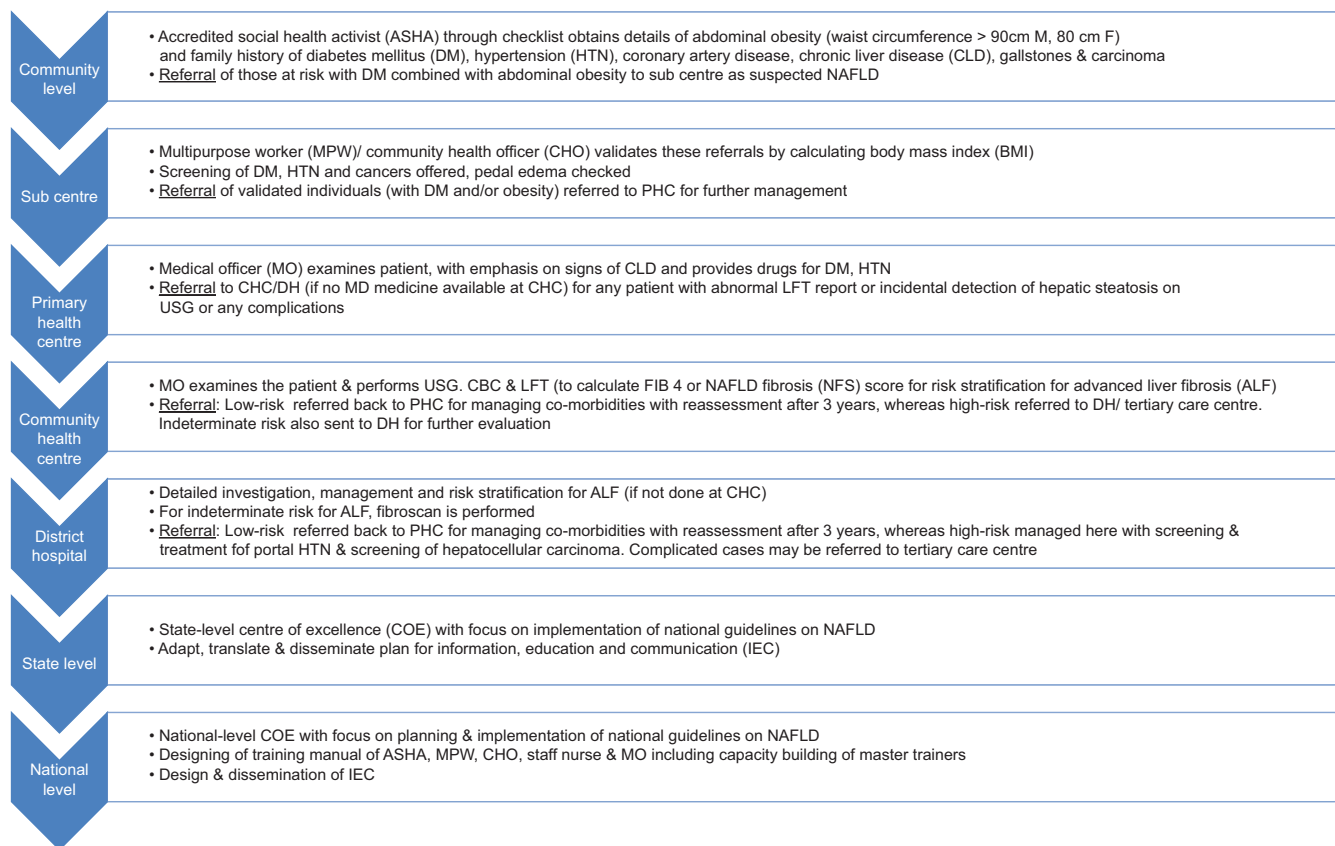 Community
level
• Accredited social health activist (ASHA) through checklist obtains details of abdominal obesity (waist circumference > 90cm M, 80 cm F)
and family history of diabetes mellitus (DM), hypertension (HTN), coronary artery disease, chronic liver disease (CLD), gallstones & carcinoma
• Referral of those at risk with DM combined with abdominal obesity to sub centre as suspected NAFLD
Sub centre
• Multipurpose worker (MPW)/ community health officer (CHO) validates these referrals by calculating body mass index (BMI)
• Screening of DM, HTN and cancers offered, pedal edema checked
• Referral of validated individuals (with DM and/or obesity) referred to PHC for further management
Primary
health
centre
• Medical officer (MO) examines patient, with emphasis on signs of CLD and provides drugs for DM, HTN
• Referral to CHC/DH (if no MD medicine available at CHC) for any patient with abnormal LFT report or incidental detection of hepatic steatosis on
USG or any complications
Community
health
centre
• MO examines the patient & performs USG. CBC & LFT (to calculate FIB 4 or NAFLD fibrosis (NFS) score for risk stratification for advanced liver fibrosis (ALF)
• Referral: Low-risk referred back to PHC for managing co-morbidities with reassessment after 3 years, whereas high-risk referred to DH/ tertiary care centre.
Indeterminate risk also sent to DH for further evaluation
District
hospital
• Detailed investigation, management and risk stratification for ALF (if not done at CHC)
• For indeterminate risk for ALF, fibroscan is performed
• Referral: Low-risk referred back to PHC for managing co-morbidities with reassessment after 3 years, whereas high-risk managed here with screening &
treatment fof portal HTN & screening of hepatocellular carcinoma. Complicated cases may be referred to tertiary care centre
State level
• State-level centre of excellence (COE) with focus on implementation of national guidelines on NAFLD
• Adapt, translate & disseminate plan for information, education and communication (IEC)
National
level
• National-level COE with focus on planning & implementation of national guidelines on NAFLD
• Designing of training manual of ASHA, MPW, CHO, staff nurse & MO including capacity building of master trainers
• Design & dissemination of IEC